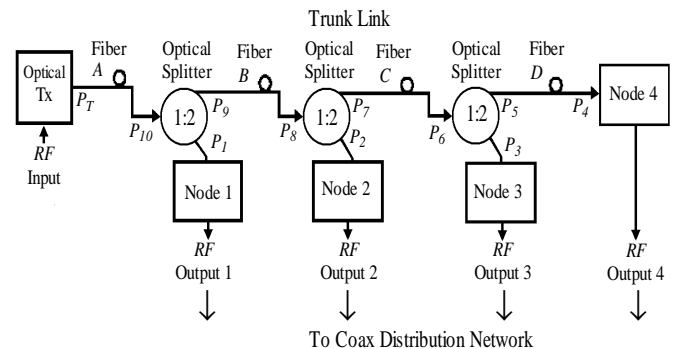 Trunk Link
Fiber A
Optical Splitter
Fiber B
Optical Splitter
Fiber C
Optical Splitter
Fiber D
Optical Tx
P_T
P_10
1:2
P_9
P_1
P_8
1:2
P_7
P_2
P_6
1:2
P_5
P_3
P_4
Node 4
RF Input
Node 1
Node 2
Node 3
RF Output 1
RF Output 2
RF Output 3
RF Output 4
To Coax Distribution Network